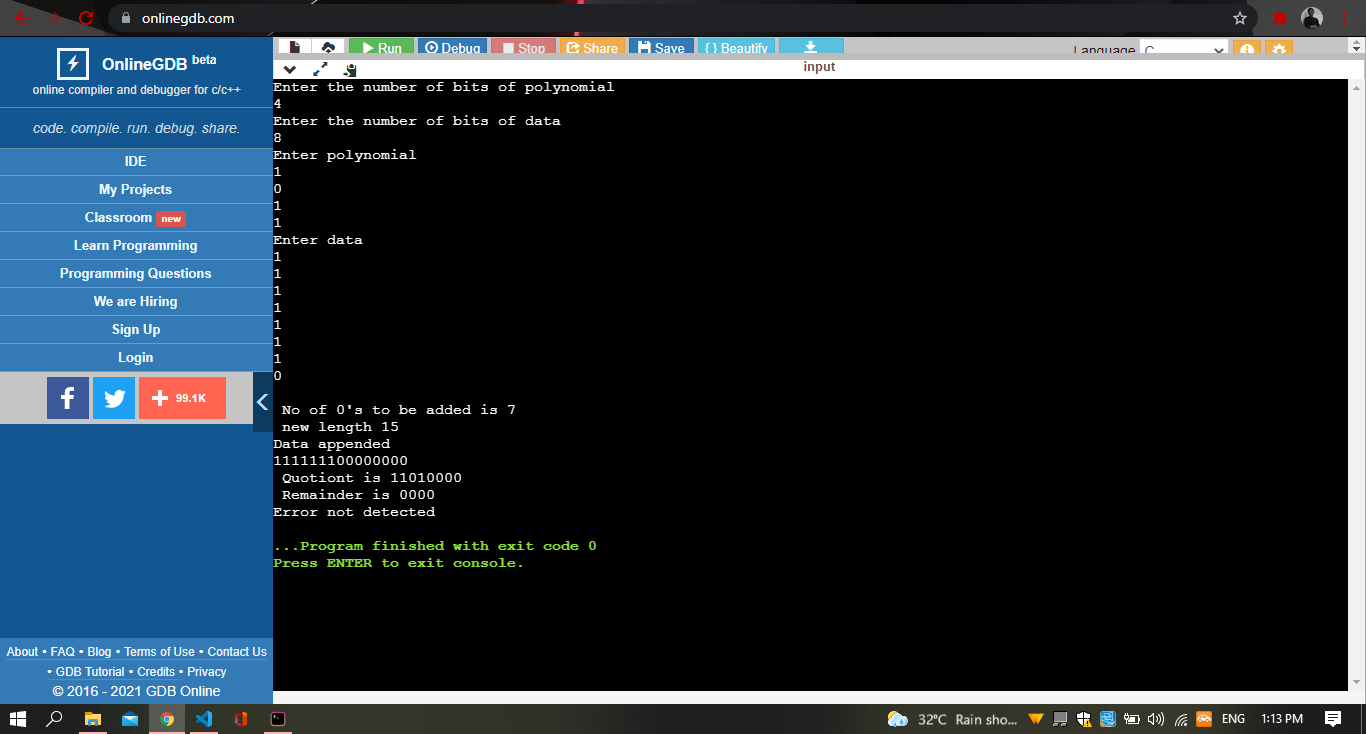 onlinegdb.com
OnlineGDB beta
online compiler and debugger for c/c++
code. compile. run. debug. share.
IDE
My Projects
Classroom new
Learn Programming
Programming Questions
We are Hiring
Sign Up
Login
99.1K
About • FAQ • Blog • Terms of Use • Contact Us
• GDB Tutorial • Credits • Privacy
© 2016 - 2021 GDB Online
Run Debug Stop Share Save { } Beautify
Language C
input
Enter the number of bits of polynomial
4
Enter the number of bits of data
8
Enter polynomial
1
0
1
1
Enter data
1
1
1
1
1
1
1
0
No of 0's to be added is 7
new length 15
Data appended
111111100000000
Quotiont is 11010000
Remainder is 0000
Error not detected
...Program finished with exit code 0
Press ENTER to exit console.
32°C Rain sho... ENG 1:13 PM